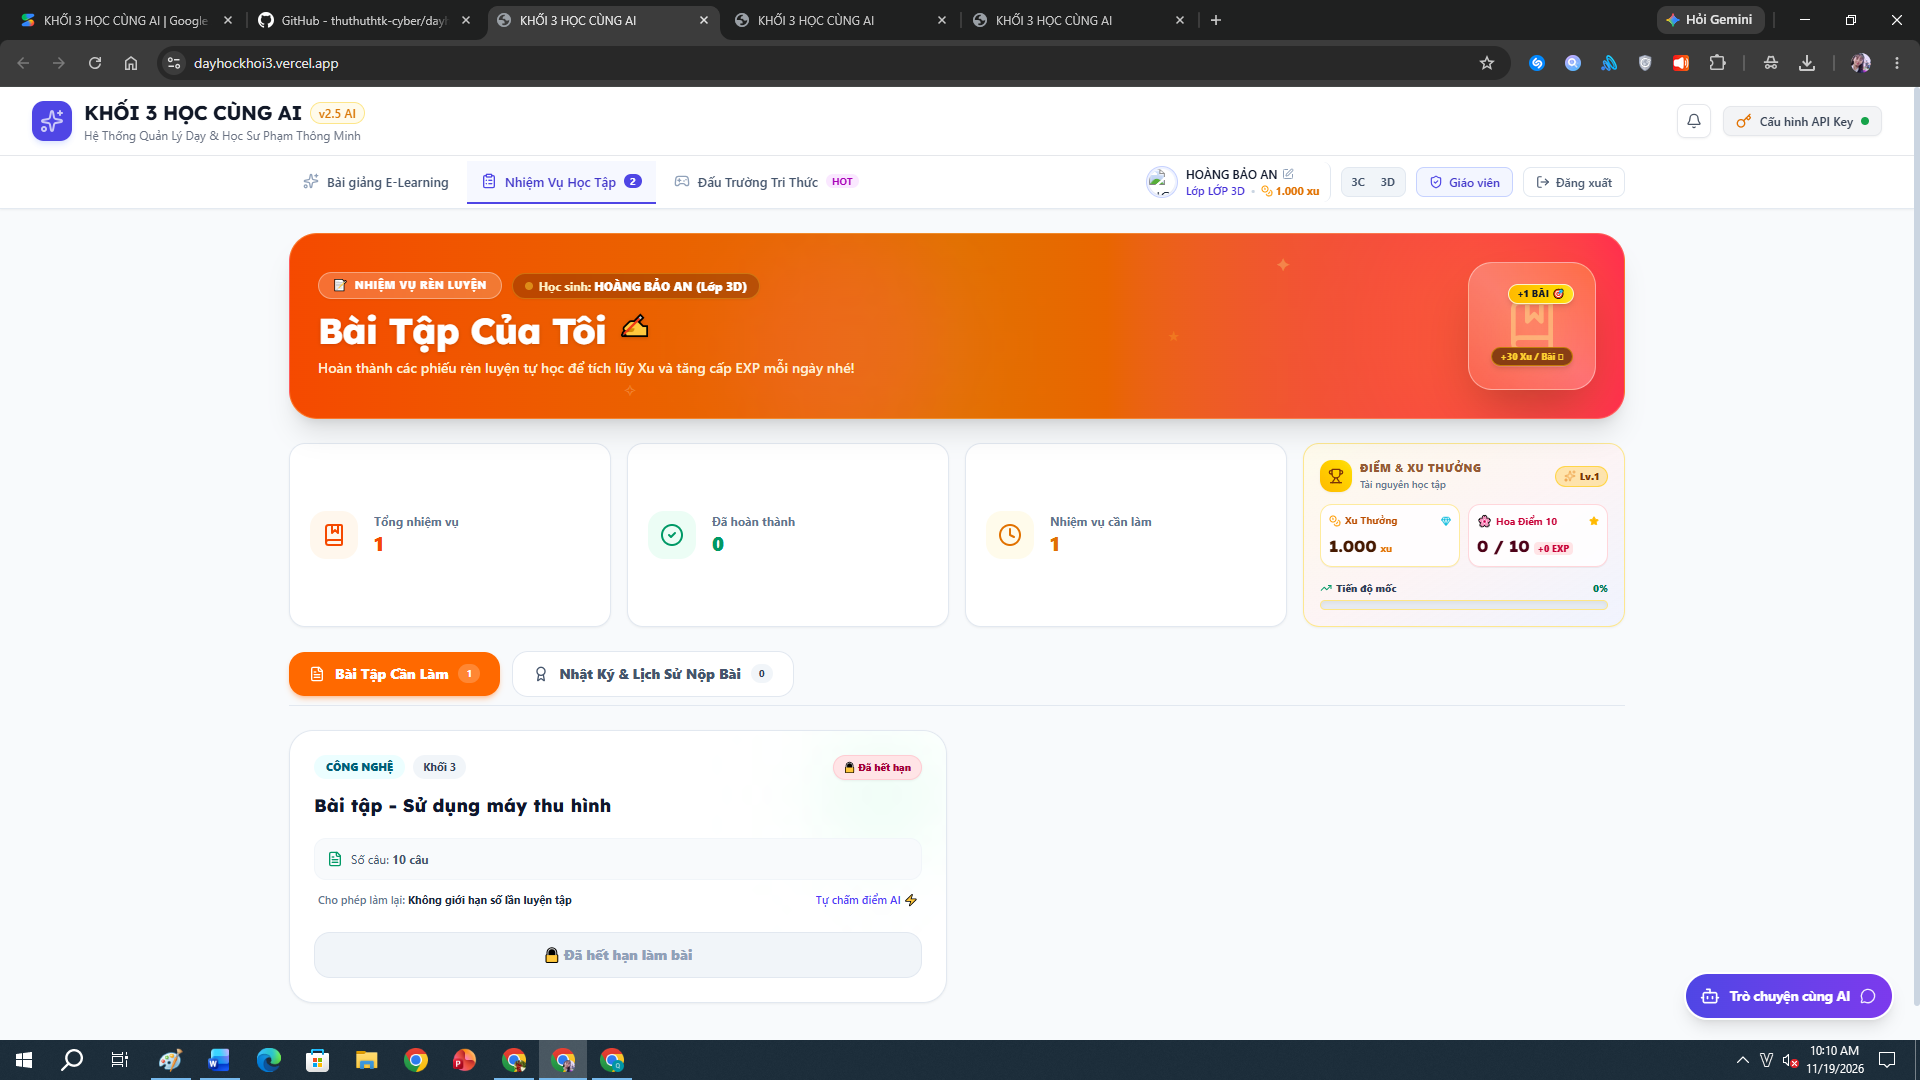 KHỐI 3 HỌC CÙNG AI | Google
GitHub - thuthuthtk-cyber/dayh
KHỐI 3 HỌC CÙNG AI
KHỐI 3 HỌC CÙNG AI
KHỐI 3 HỌC CÙNG AI
Hỏi Gemini
dayhockhoi3.vercel.app
KHỐI 3 HỌC CÙNG AI v2.5 AI
Hệ Thống Quản Lý Dạy & Học Sư Phạm Thông Minh
Cấu hình API Key
Bài giảng E-Learning
Nhiệm Vụ Học Tập 2
Đấu Trường Tri Thức HOT
HOÀNG BẢO AN
Lớp LỚP 3D • 1.000 xu
3C 3D
Giáo viên
Đăng xuất
NHIỆM VỤ RÈN LUYỆN
Học sinh: HOÀNG BẢO AN (Lớp 3D)
Bài Tập Của Tôi
Hoàn thành các phiếu rèn luyện tự học để tích lũy Xu và tăng cấp EXP mỗi ngày nhé!
+1 BÀI
+30 Xu / Bài
Tổng nhiệm vụ
1
Đã hoàn thành
0
Nhiệm vụ cần làm
1
ĐIỂM & XU THƯỞNG
Tài nguyên học tập
Lv.1
Xu Thưởng
1.000 xu
Hoa Điểm 10
0 / 10 +0 EXP
Tiến độ mốc 0%
Bài Tập Cần Làm 1
Nhật Ký & Lịch Sử Nộp Bài 0
CÔNG NGHỆ Khối 3
Đã hết hạn
Bài tập - Sử dụng máy thu hình
Số câu: 10 câu
Cho phép làm lại: Không giới hạn số lần luyện tập
Tự chấm điểm AI
Đã hết hạn làm bài
Trò chuyện cùng AI
10:10 AM
11/19/2026